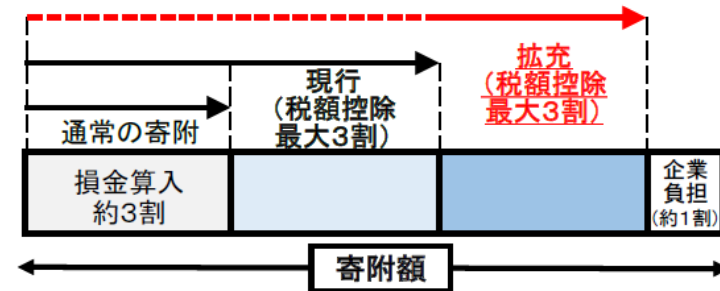 通常の寄附
現行
(税額控除
最大3割)
拡充
(税額控除
最大3割)
損金算入
約3割
企業
負担
(約1割)
寄附額